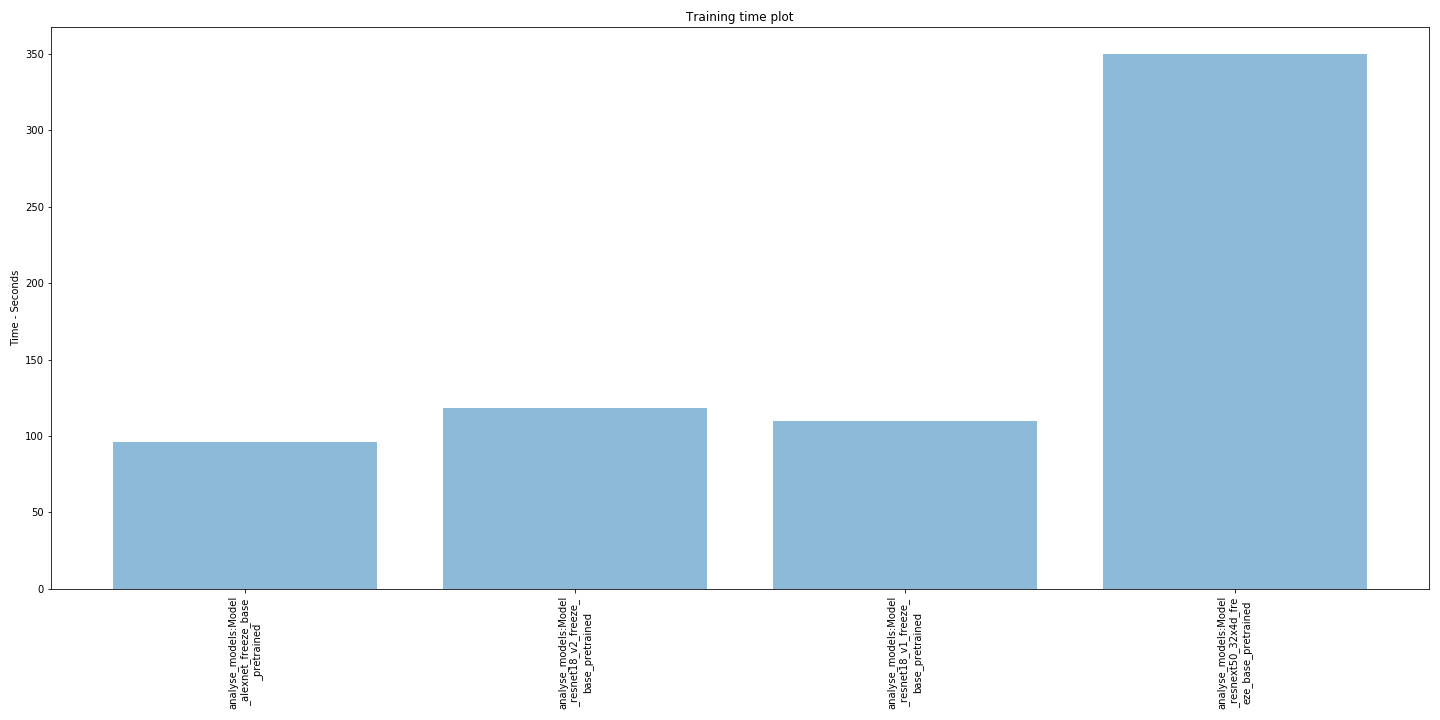 Training time plot
Time - Seconds
350
300
250
200
150
100
50
0
analyse_models:Model
_alexnet_freeze_base
_pretrained
analyse_models:Model
_resnet18_v2_freeze_
base_pretrained
analyse_models:Model
_resnet18_v1_freeze_
base_pretrained
analyse_models:Model
_resnext50_32x4d_fre
eze_base_pretrained